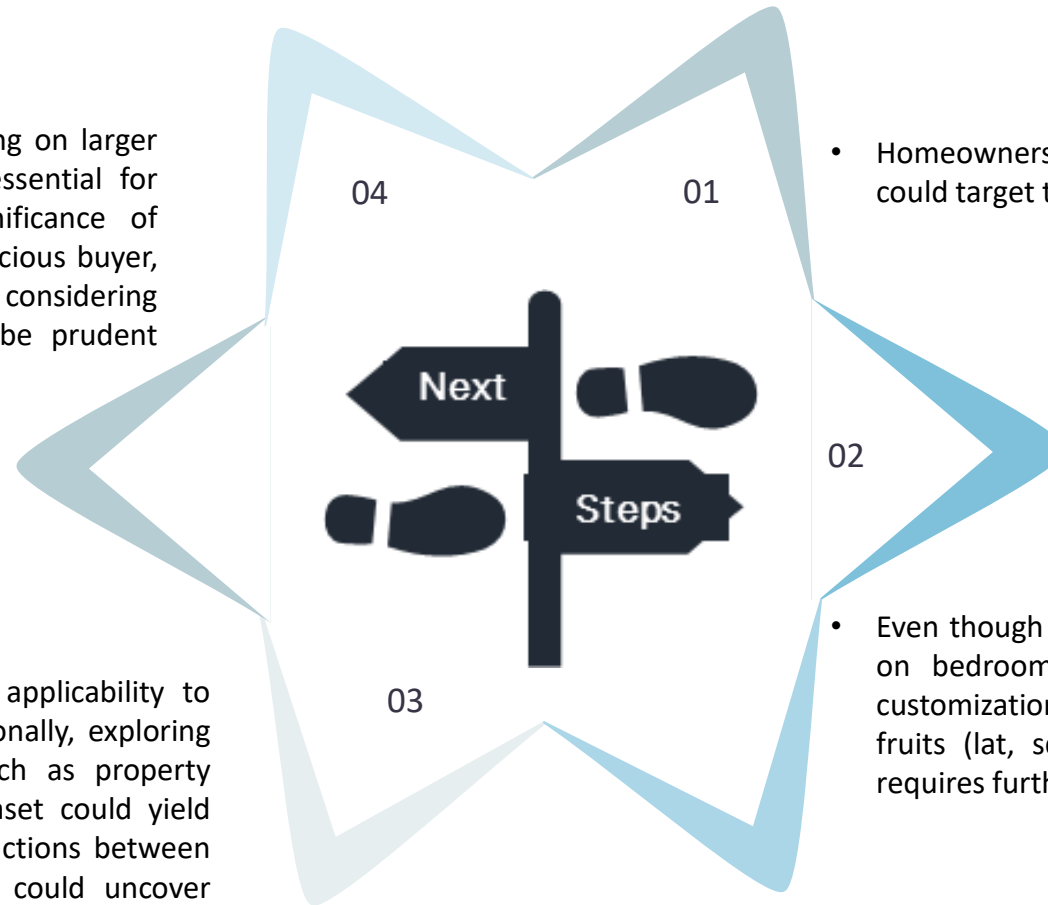 ng on larger
essential for
nificance of
cious buyer,
considering
be prudent
04
01
• Homeowners
could target t
Next
Steps
02
applicability to
onally, exploring
ch as property
nset could yield
ctions between
could uncover
03
• Even though
on bedroom
customization
fruits (lat, s
requires furth